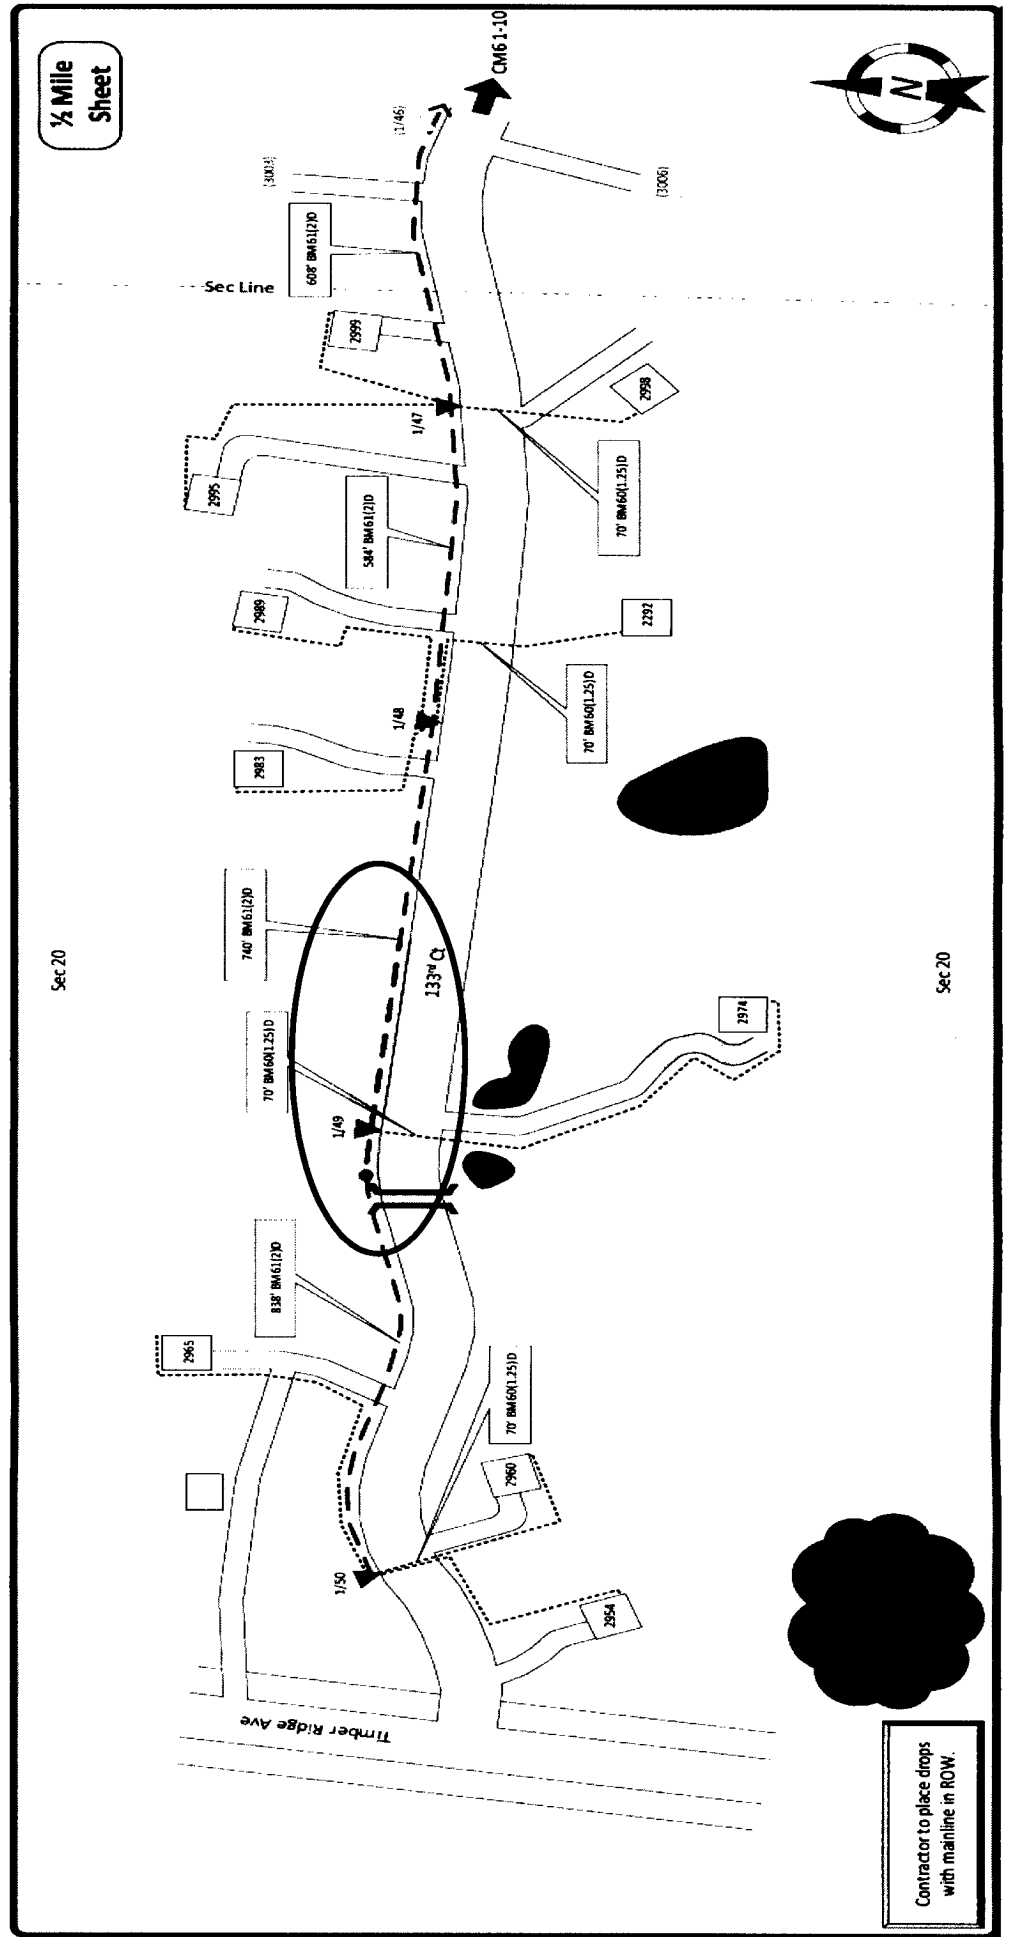 ½ Mile
Sheet
CM6 1-10
N
(1/46)
(3003)
(3006)
608' BM61(2)D
Sec Line
2999
2998
1/47
2995
70' BM60(1.25)D
584' BM61(2)D
2989
2292
1/48
70' BM60(1.25)D
2983
740' BM61(2)D
133rd Ct
Sec 20
Sec 20
2974
70' BM60(1.25)D
1/49
838' BM61(2)D
2965
70' BM60(1.25)D
2960
1/50
2954
Timber Ridge Ave
Contractor to place drops
with mainline in ROW.